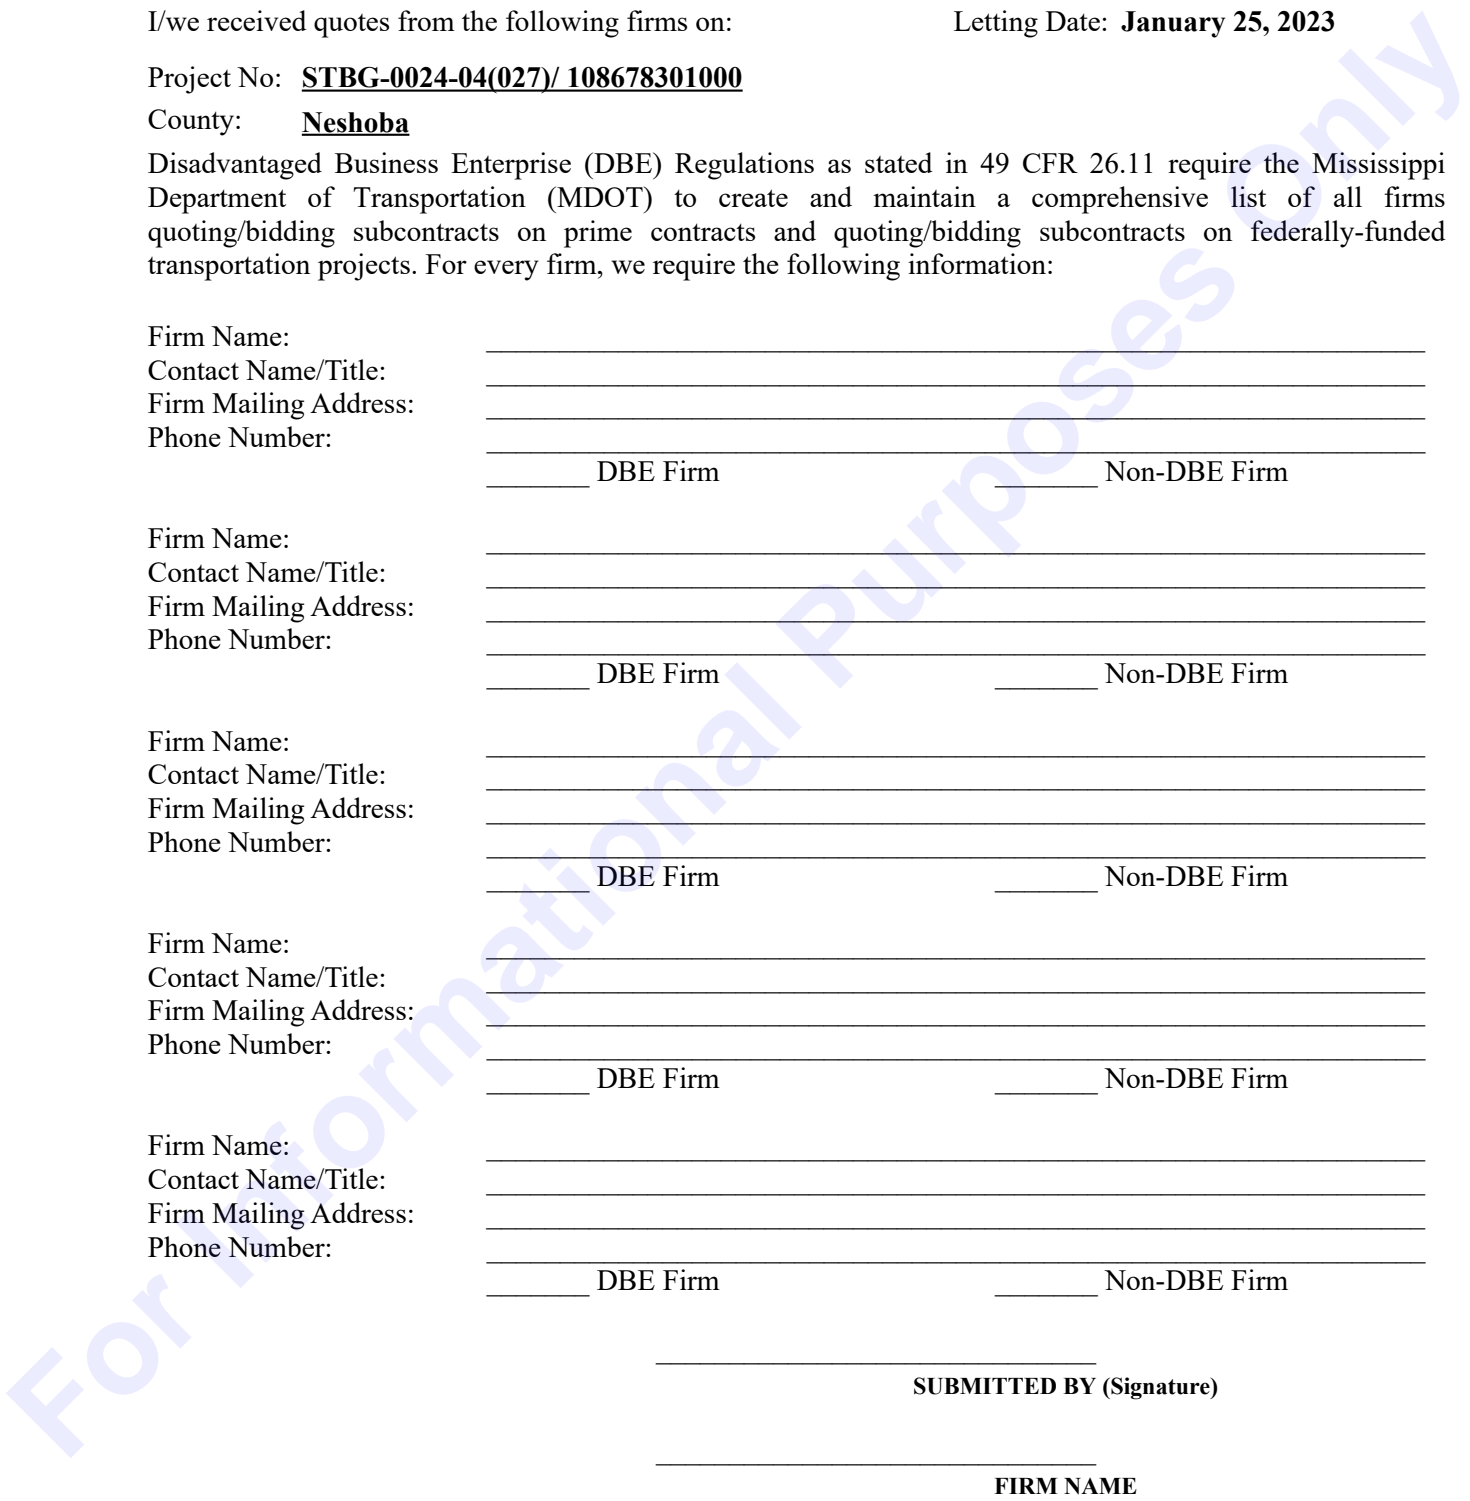 I/we received quotes from the following firms on: Letting Date: January 25, 2023
Project No: STBG-0024-04(027)/ 108678301000
County: Neshoba
Disadvantaged Business Enterprise (DBE) Regulations as stated in 49 CFR 26.11 require the Mississippi
Department of Transportation (MDOT) to create and maintain a comprehensive list of all firms
quoting/bidding subcontracts on prime contracts and quoting/bidding subcontracts on federally-funded
transportation projects. For every firm, we require the following information:
Firm Name:
Contact Name/Title:
Firm Mailing Address:
Phone Number:
DBE Firm Non-DBE Firm
Firm Name:
Contact Name/Title:
Firm Mailing Address:
Phone Number:
DBE Firm Non-DBE Firm
Firm Name:
Contact Name/Title:
Firm Mailing Address:
Phone Number:
DBE Firm Non-DBE Firm
Firm Name:
Contact Name/Title:
Firm Mailing Address:
Phone Number:
DBE Firm Non-DBE Firm
Firm Name:
Contact Name/Title:
Firm Mailing Address:
Phone Number:
DBE Firm Non-DBE Firm
SUBMITTED BY (Signature)
FIRM NAME
For Informational Purposes Only